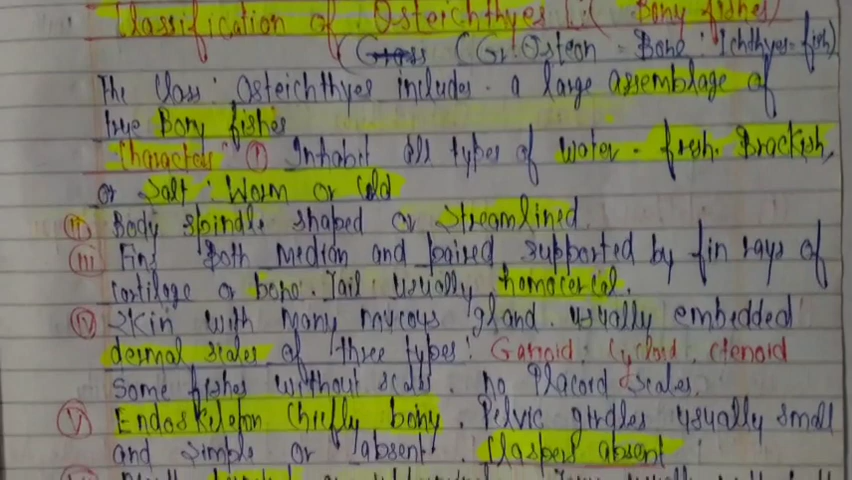 Classification of Osteichthyes :( Bony fishes)
(Gr. Osteon = Bone : Ichthyes = fish)
The Class : Osteichthyes includes a large assemblage of
true Bony fishes
Characters (i) Inhabit all types of water - fresh. Brackish,
or Salt : Warm or Cold
(ii) Body spindle shaped or streamlined
(iii) Fins Both median and paired supported by fin rays of
cartilage or bone. Tail usually homocercal.
(iv) Skin with many mucous gland. usually embedded
dermal scales of three types : Ganoid, Cycloid, Ctenoid
Some fishes without scales. no Placoid scales.
(v) Endoskeleton Chiefly bony. Pelvic girdles usually small
and simple or absent. Claspers absent